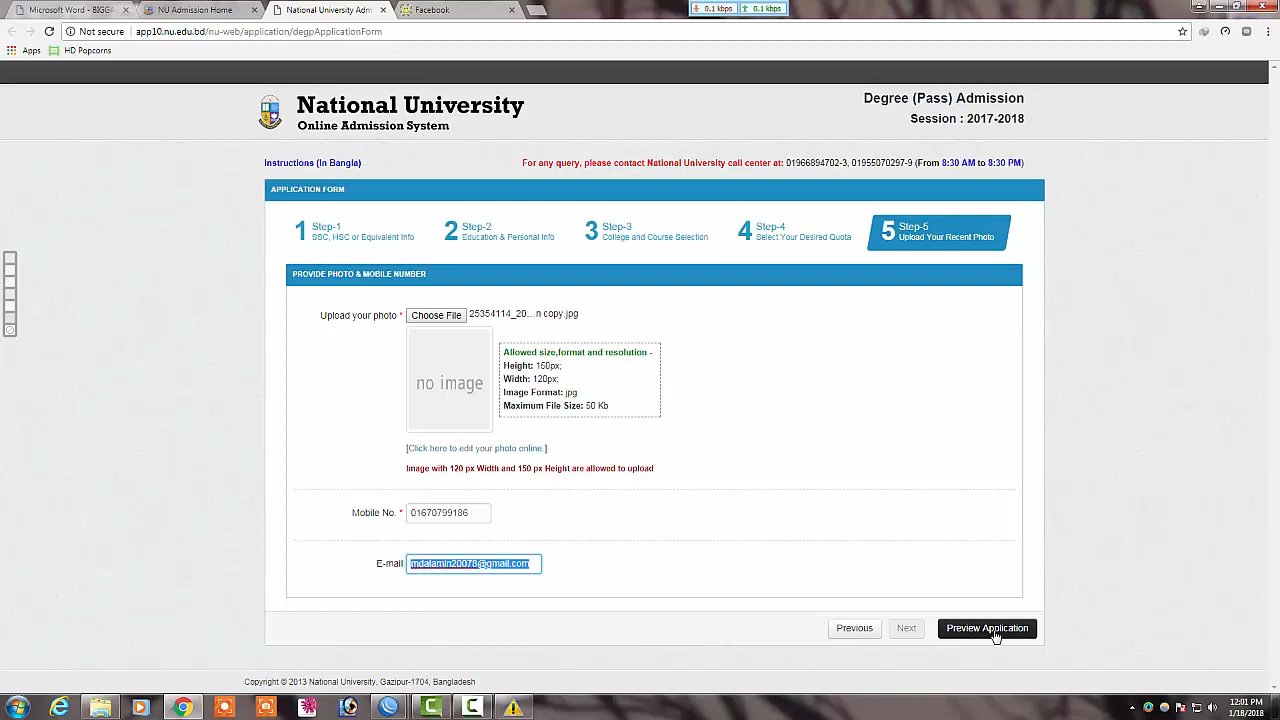 Microsoft Word - BIGGA
NU Admission Home
National University Adm
Facebook
0.1 kbps
0.1 kbps
Not secure
app10.nu.edu.bd/nu-web/application/degpApplicationForm
Apps
HD Popcorns
National University
Online Admission System
Degree (Pass) Admission
Session : 2017-2018
Instructions (In Bangla)
For any query, please contact National University call center at: 01966894702-3, 01955070297-9 (From 8:30 AM to 8:30 PM)
APPLICATION FORM
1 Step-1
SSC, HSC or Equivalent Info
2 Step-2
Education & Personal Info
3 Step-3
College and Course Selection
4 Step-4
Select Your Desired Quota
5 Step-5
Upload Your Recent Photo
PROVIDE PHOTO & MOBILE NUMBER
Upload your photo * Choose File 25354114_20...n copy.jpg
no image
Allowed size,format and resolution -
Height: 150px;
Width: 120px;
Image Format: jpg
Maximum File Size: 50 Kb
[Click here to edit your photo online.]
Image with 120 px Width and 150 px Height are allowed to upload
Mobile No. * 01670799186
E-mail mdalamin20078@gmail.com
Previous Next Preview Application
Copyright © 2013 National University, Gazipur-1704, Bangladesh
12:01 PM
1/18/2018